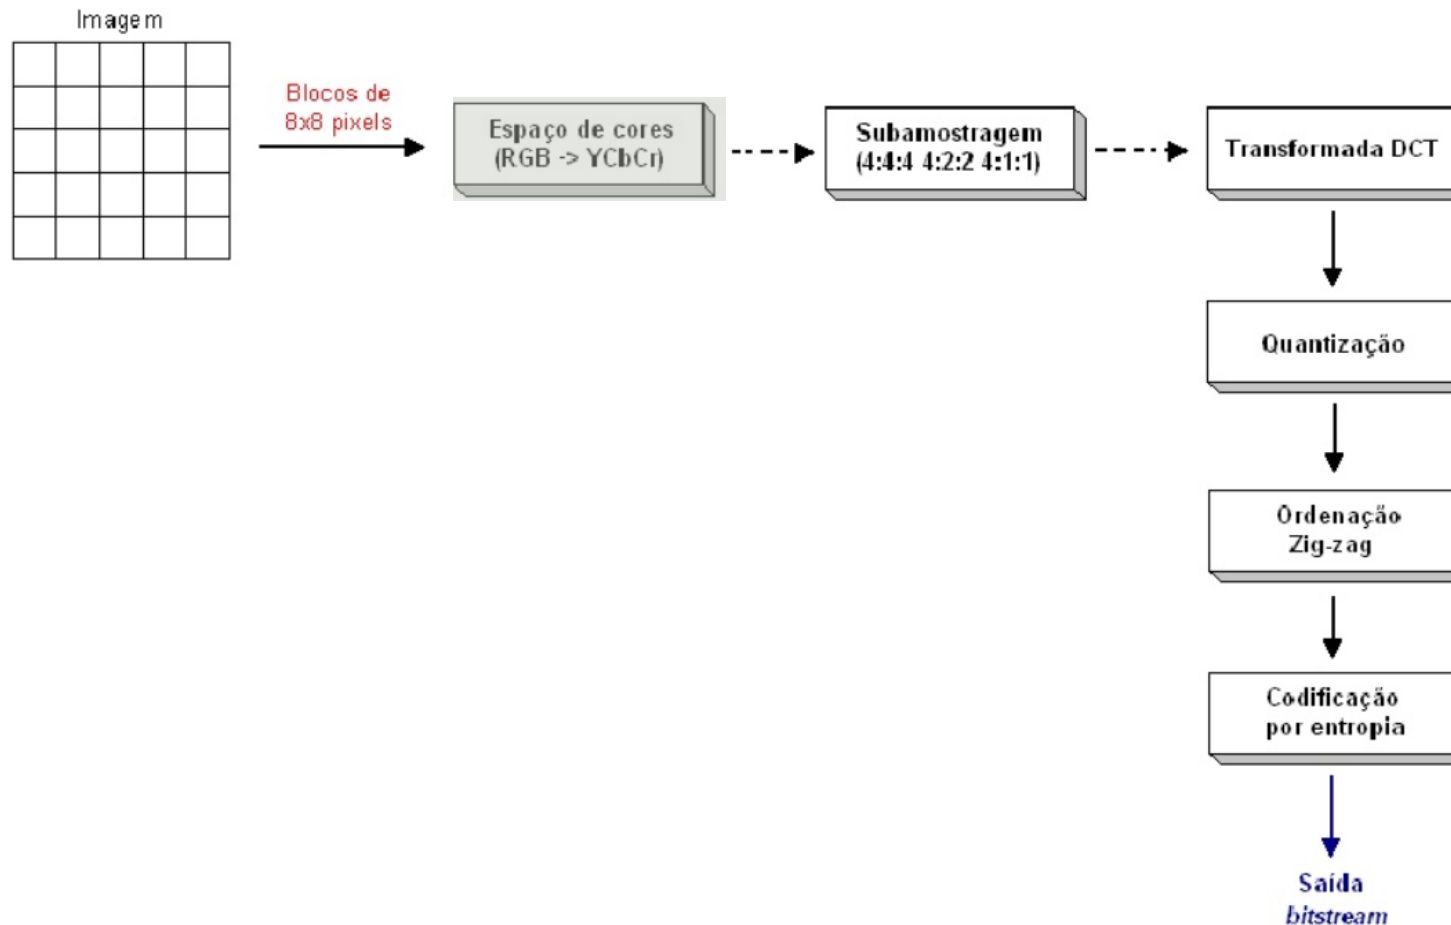 Imagem
Blocos de
8x8 pixels
Espaço de cores
(RGB -> YCbCr)
Subamostragem
(4:4:4 4:2:2 4:1:1)
Transformada DCT
Quantização
Ordenação
Zig-zag
Codificação
por entropia
Saída
bitstream